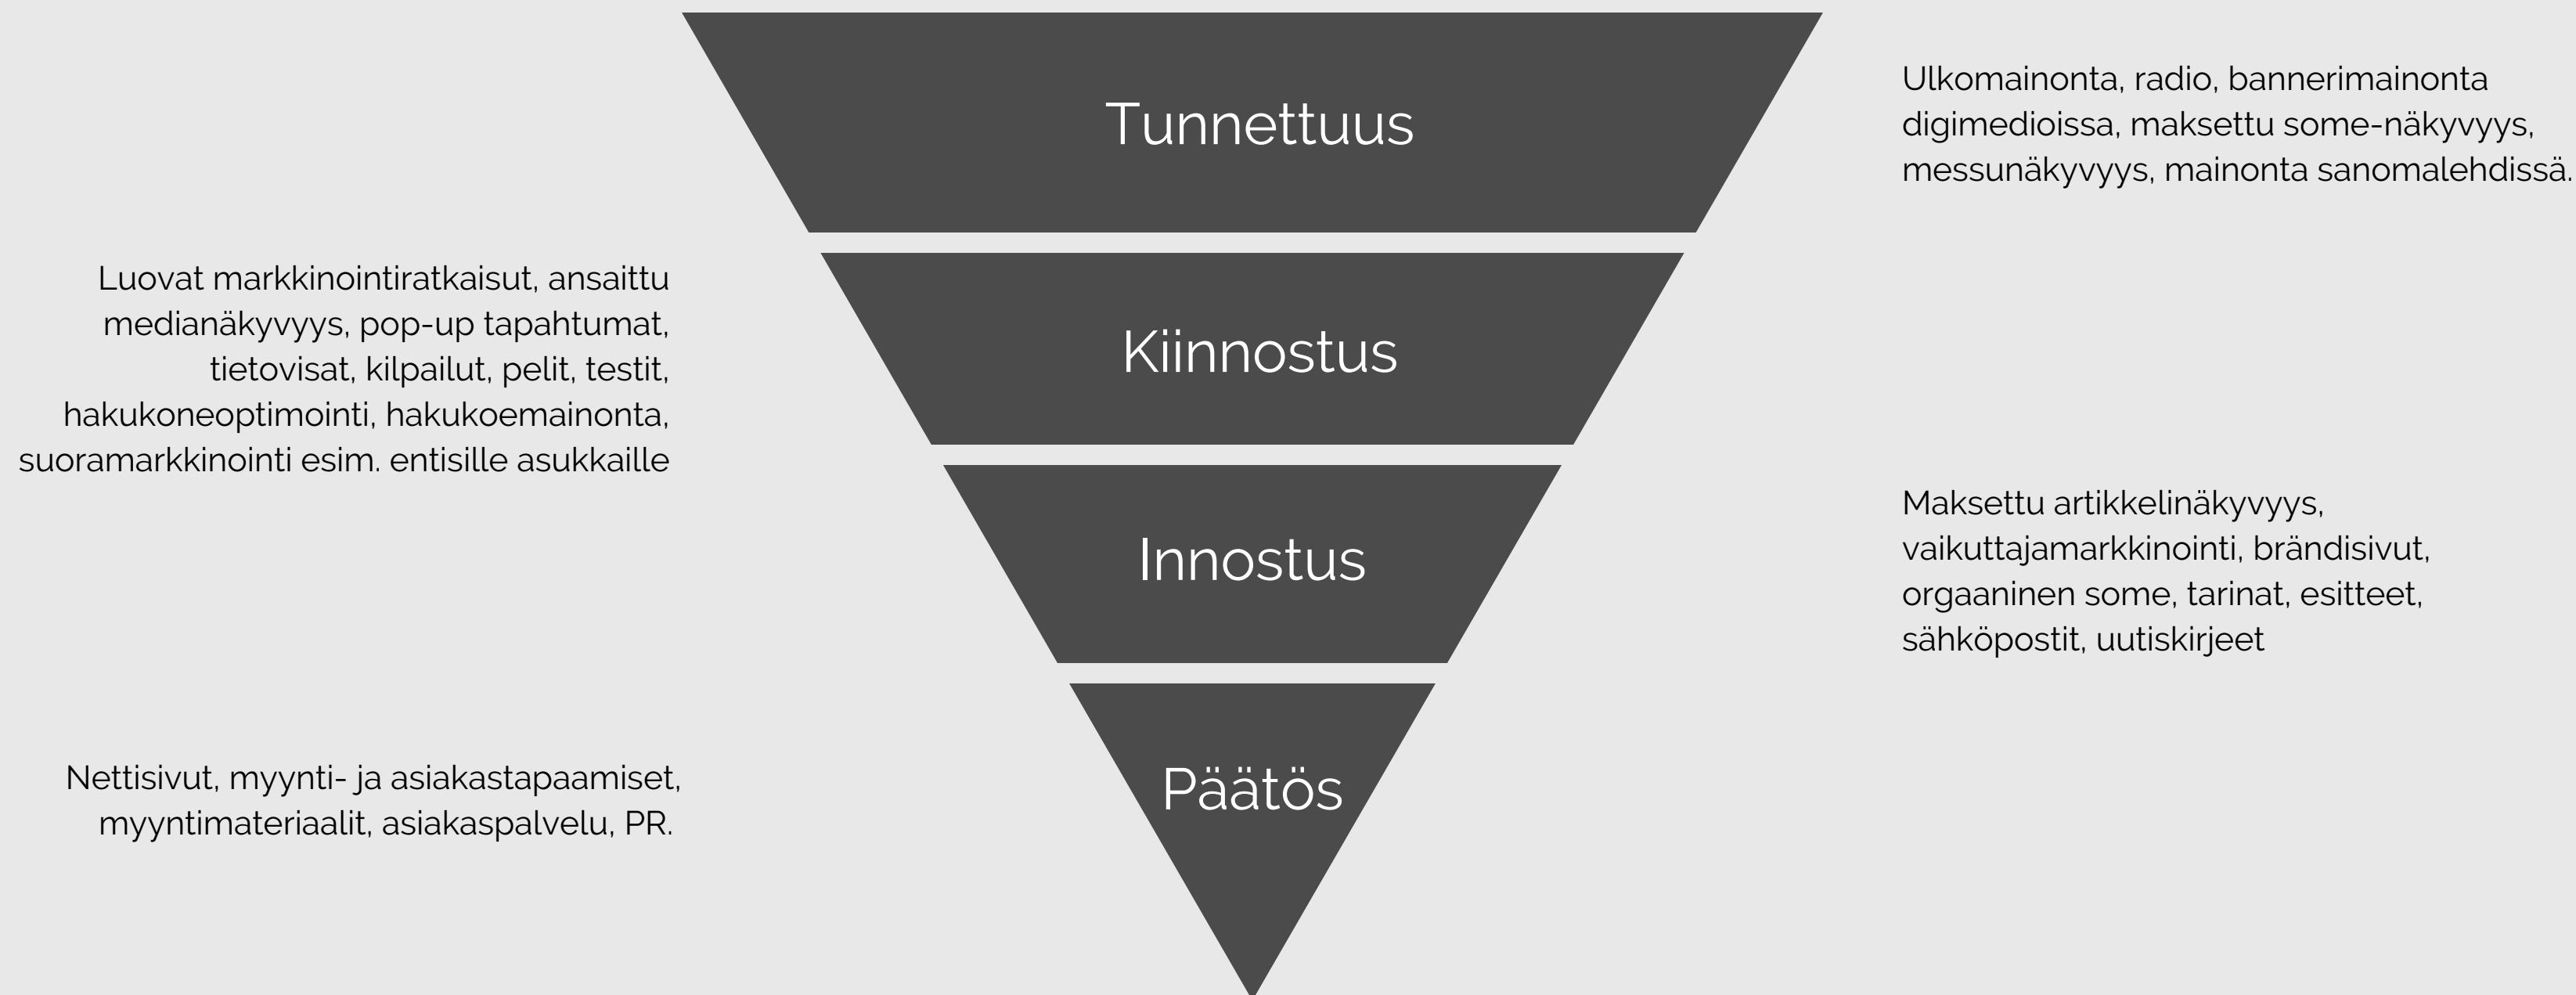 Tunnettuus
Ulkomainonta, radio, bannerimainonta
digimedioissa, maksettu some-näkyvyys,
messunäkyvyys, mainonta sanomalehdissä.
Luovat markkinointiratkaisut, ansaittu
medianäkyvyys, pop-up tapahtumat,
tietovisat, kilpailut, pelit, testit,
hakukoneoptimointi, hakukoemainonta,
suoramarkkinointi esim. entisille asukkaille
Kiinnostus
Innostus
Maksettu artikkelinäkyvyys,
vaikuttajamarkkinointi, brändisivut,
orgaaninen some, tarinat, esitteet,
sähköpostit, uutiskirjeet
Nettisivut, myynti- ja asiakastapaamiset,
myyntimateriaalit, asiakaspalvelu, PR.
Päätös